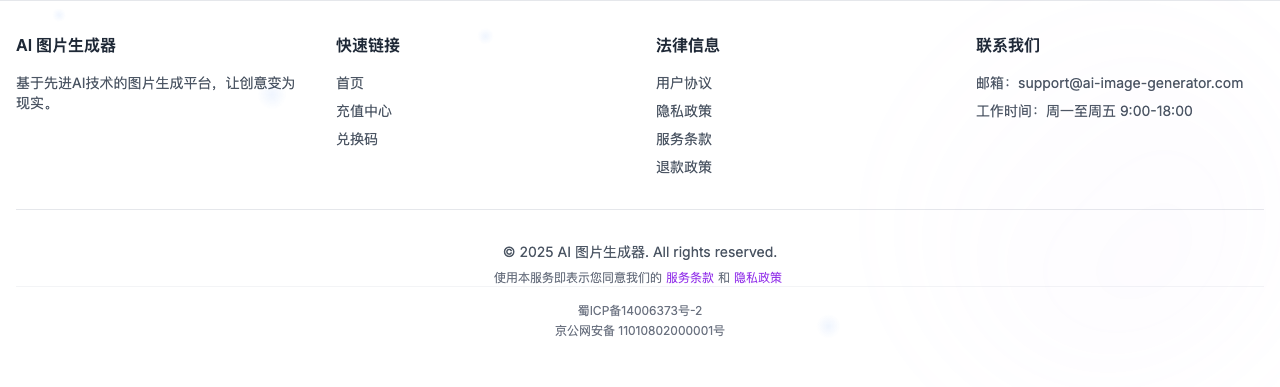 AI 图片生成器
基于先进AI技术的图片生成平台，让创意变为
现实。
快速链接
首页
充值中心
兑换码
法律信息
用户协议
隐私政策
服务条款
退款政策
联系我们
邮箱：support@ai-image-generator.com
工作时间：周一至周五 9:00-18:00
© 2025 AI 图片生成器. All rights reserved.
使用本服务即表示您同意我们的 服务条款 和 隐私政策
蜀ICP备14006373号-2
京公网安备 11010802000001号